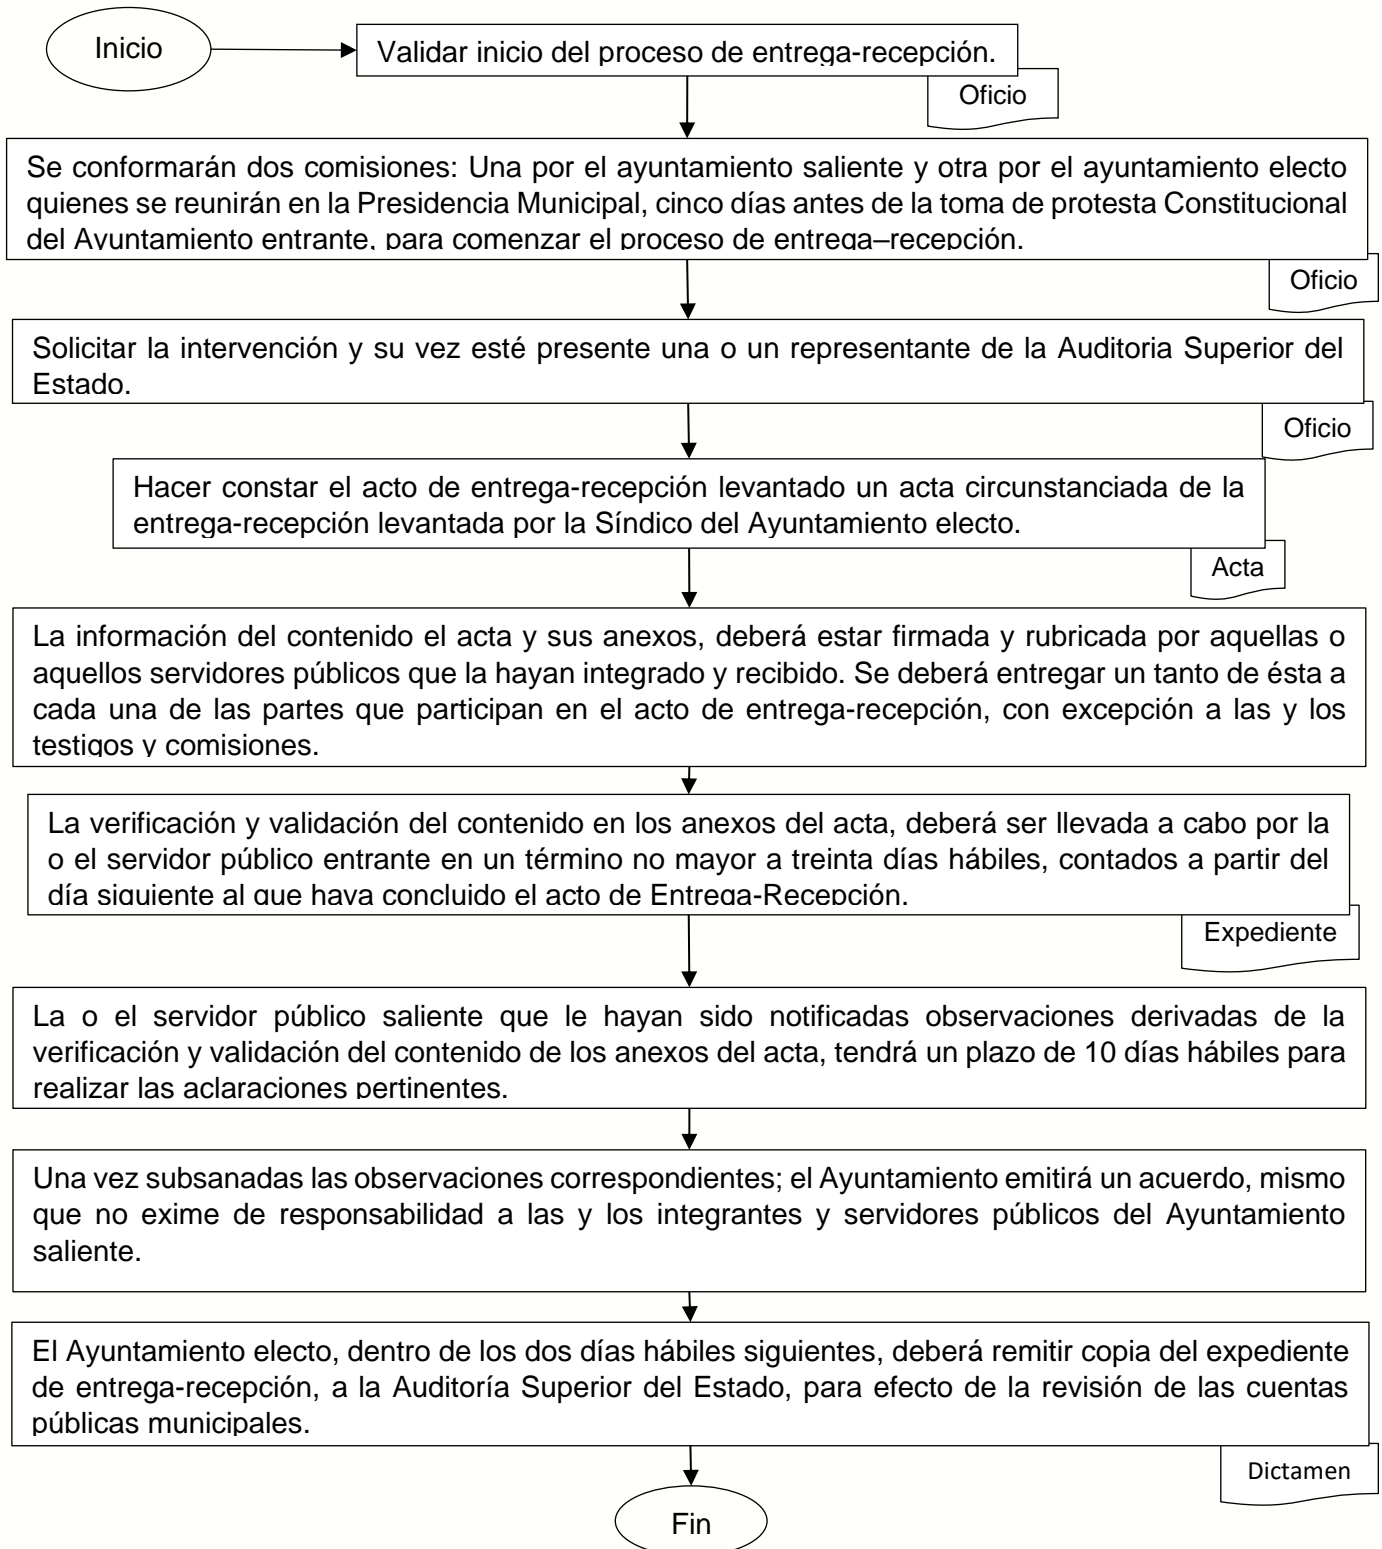 Inicio
Validar inicio del proceso de entrega-recepción.
Oficio
Se conformarán dos comisiones: Una por el ayuntamiento saliente y otra por el ayuntamiento electo
quienes se reunirán en la Presidencia Municipal, cinco días antes de la toma de protesta Constitucional
del Ayuntamiento entrante, para comenzar el proceso de entrega–recepción.
Oficio
Solicitar la intervención y su vez esté presente una o un representante de la Auditoria Superior del
Estado.
Oficio
Hacer constar el acto de entrega-recepción levantado un acta circunstanciada de la
entrega-recepción levantada por la Síndico del Ayuntamiento electo.
Acta
La información del contenido el acta y sus anexos, deberá estar firmada y rubricada por aquellas o
aquellos servidores públicos que la hayan integrado y recibido. Se deberá entregar un tanto de ésta a
cada una de las partes que participan en el acto de entrega-recepción, con excepción a las y los
testigos y comisiones.
La verificación y validación del contenido en los anexos del acta, deberá ser llevada a cabo por la
o el servidor público entrante en un término no mayor a treinta días hábiles, contados a partir del
día siguiente al que haya concluido el acto de Entrega-Recepción.
Expediente
La o el servidor público saliente que le hayan sido notificadas observaciones derivadas de la
verificación y validación del contenido de los anexos del acta, tendrá un plazo de 10 días hábiles para
realizar las aclaraciones pertinentes.
Una vez subsanadas las observaciones correspondientes; el Ayuntamiento emitirá un acuerdo, mismo
que no exime de responsabilidad a las y los integrantes y servidores públicos del Ayuntamiento
saliente.
El Ayuntamiento electo, dentro de los dos días hábiles siguientes, deberá remitir copia del expediente
de entrega-recepción, a la Auditoría Superior del Estado, para efecto de la revisión de las cuentas
públicas municipales.
Dictamen
Fin